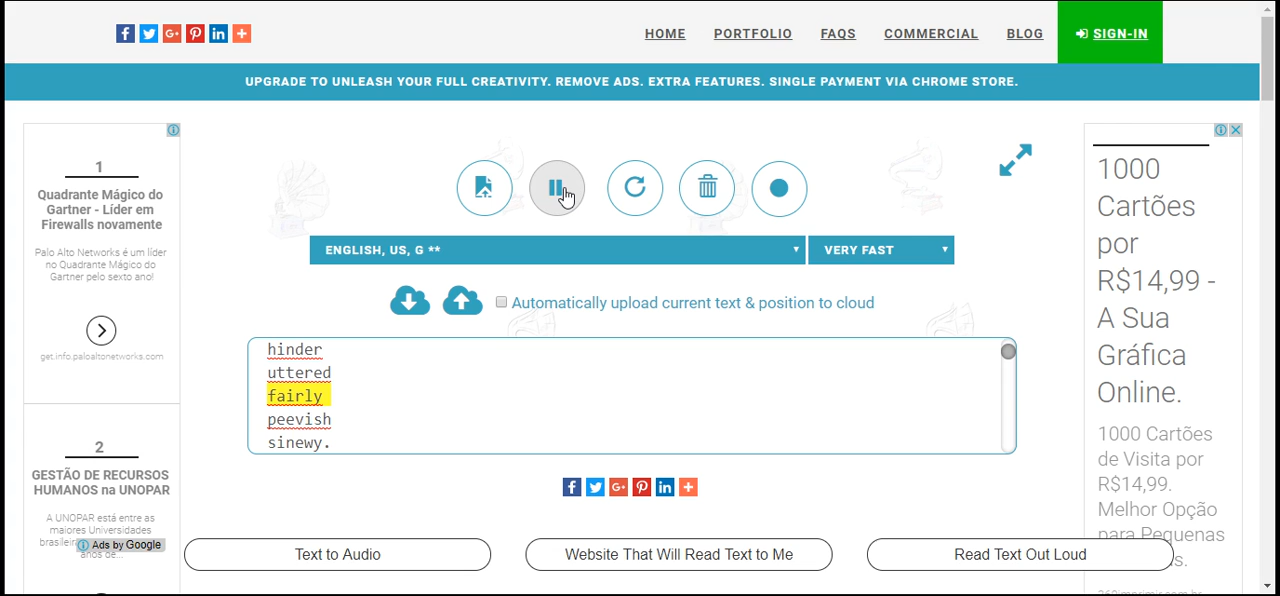 HOME
PORTFOLIO
FAQS
COMMERCIAL
BLOG
SIGN-IN
UPGRADE TO UNLEASH YOUR FULL CREATIVITY. REMOVE ADS. EXTRA FEATURES. SINGLE PAYMENT VIA CHROME STORE.
1
Quadrante Mágico do
Gartner - Líder em
Firewalls novamente
Palo Alto Networks é um líder
no Quadrante Mágico do
Gartner pelo sexto ano!
get.info.paloaltonetworks.com
2
GESTÃO DE RECURSOS
HUMANOS na UNOPAR
A UNOPAR está entre as
maiores Universidades
Ads by Google
anos de...
ENGLISH, US, G **
VERY FAST
Automatically upload current text & position to cloud
hinder
uttered
fairly
peevish
sinewy.
Text to Audio
Website That Will Read Text to Me
Read Text Out Loud
1000
Cartões
por
R$14,99 -
A Sua
Gráfica
Online.
1000 Cartões
de Visita por
R$14,99.
Melhor Opção
para Pequenas